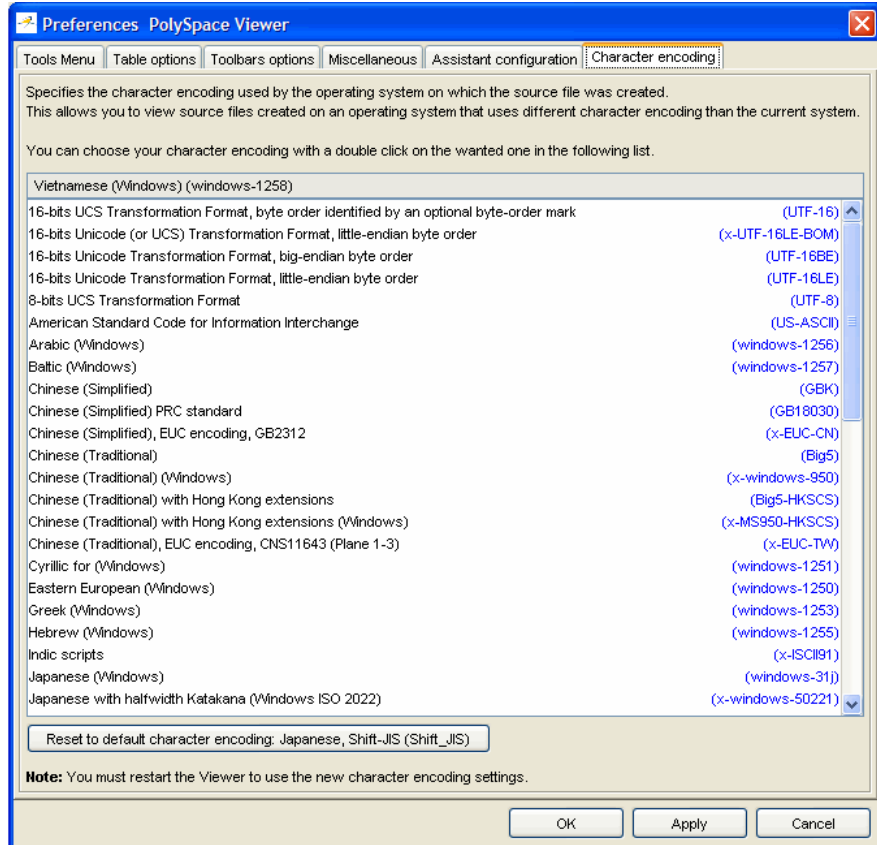 Preferences PolySpace Viewer
Tools Menu Table options Toolbars options Miscellaneous Assistant configuration Character encoding
Specifies the character encoding used by the operating system on which the source file was created.
This allows you to view source files created on an operating system that uses different character encoding than the current system.
You can choose your character encoding with a double click on the wanted one in the following list.
Vietnamese (Windows) (windows-1258)
16-bits UCS Transformation Format, byte order identified by an optional byte-order mark (UTF-16)
16-bits Unicode (or UCS) Transformation Format, little-endian byte order (x-UTF-16LE-BOM)
16-bits Unicode Transformation Format, big-endian byte order (UTF-16BE)
16-bits Unicode Transformation Format, little-endian byte order (UTF-16LE)
8-bits UCS Transformation Format (UTF-8)
American Standard Code for Information Interchange (US-ASCII)
Arabic (Windows) (windows-1256)
Baltic (Windows) (windows-1257)
Chinese (Simplified) (GBK)
Chinese (Simplified) PRC standard (GB18030)
Chinese (Simplified), EUC encoding, GB2312 (x-EUC-CN)
Chinese (Traditional) (Big5)
Chinese (Traditional) (Windows) (x-windows-950)
Chinese (Traditional) with Hong Kong extensions (Big5-HKSCS)
Chinese (Traditional) with Hong Kong extensions (Windows) (x-MS950-HKSCS)
Chinese (Traditional), EUC encoding, CNS11643 (Plane 1-3) (x-EUC-TW)
Cyrillic for (Windows) (windows-1251)
Eastern European (Windows) (windows-1250)
Greek (Windows) (windows-1253)
Hebrew (Windows) (windows-1255)
Indic scripts (x-ISCII91)
Japanese (Windows) (windows-31j)
Japanese with halfwidth Katakana (Windows ISO 2022) (x-windows-50221)
Reset to default character encoding: Japanese, Shift-JIS (Shift_JIS)
Note: You must restart the Viewer to use the new character encoding settings.
OK Apply Cancel